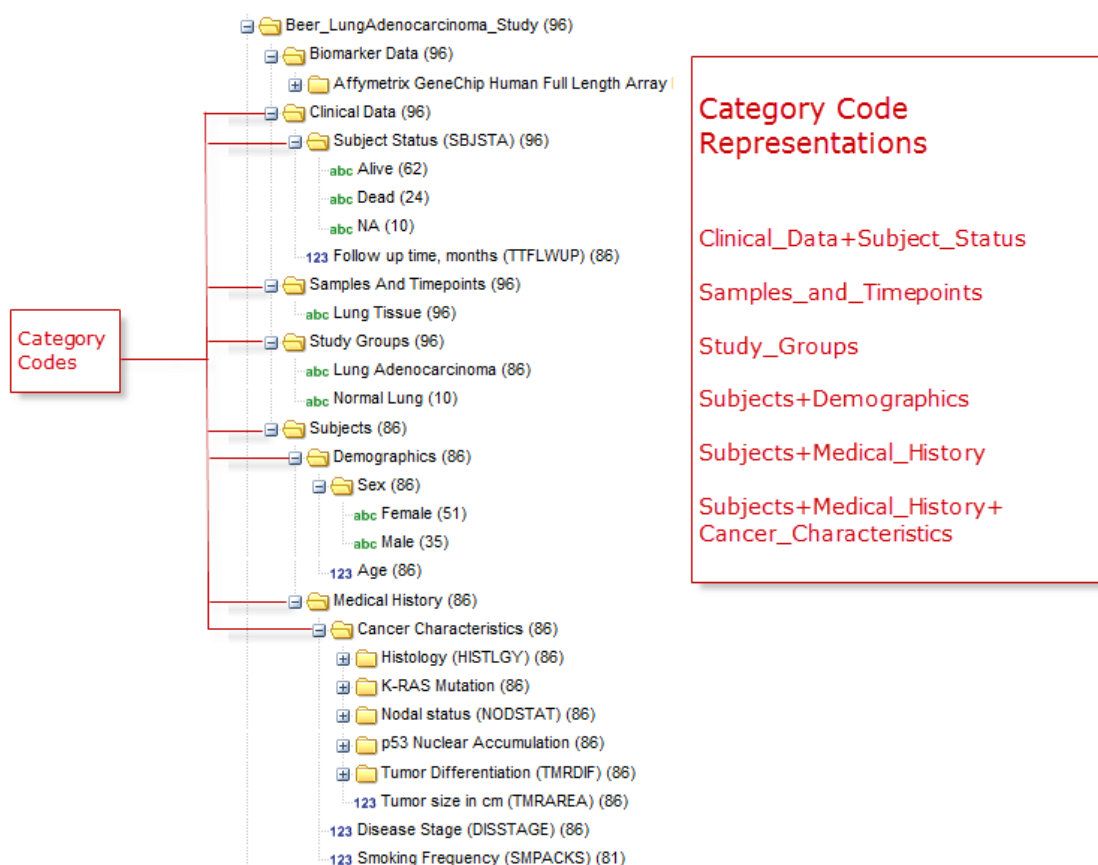 Beer_LungAdenocarcinoma_Study (96)
Biomarker Data (96)
Affymetrix GeneChip Human Full Length Array
Clinical Data (96)
Subject Status (SBJSTA) (96)
abc Alive (62)
abc Dead (24)
abc NA (10)
123 Follow up time, months (TTFLWUP) (86)
Samples And Timepoints (96)
abc Lung Tissue (96)
Study Groups (96)
abc Lung Adenocarcinoma (86)
abc Normal Lung (10)
Subjects (86)
Demographics (86)
Sex (86)
abc Female (51)
abc Male (35)
123 Age (86)
Medical History (86)
Cancer Characteristics (86)
Histology (HISTLGY) (86)
K-RAS Mutation (86)
Nodal status (NODSTAT) (86)
p53 Nuclear Accumulation (86)
Tumor Differentiation (TMRDIF) (86)
123 Tumor size in cm (TMRAREA) (86)
123 Disease Stage (DISSTAGE) (86)
123 Smoking Frequency (SMPACKS) (81)
Category
Codes
Category Code
Representations
Clinical_Data+Subject_Status
Samples_and_Timepoints
Study_Groups
Subjects+Demographics
Subjects+Medical_History
Subjects+Medical_History+
Cancer_Characteristics